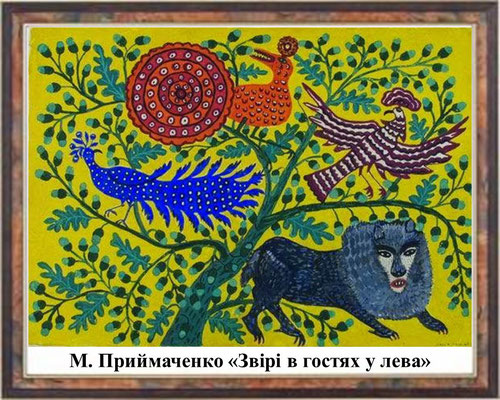 М. Приймаченко «Звірі в гостях у лева»